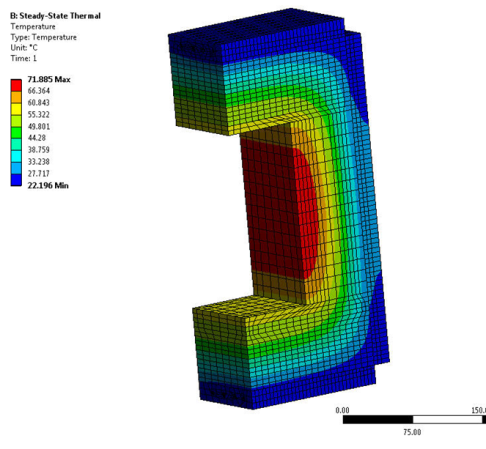 B: Steady-State Thermal
Temperature
Type: Temperature
Unit: °C
Time: 1
71.885 Max
66.364
60.843
55.322
49.801
44.28
38.759
33.238
27.717
22.196 Min
0.00
150.0
75.00